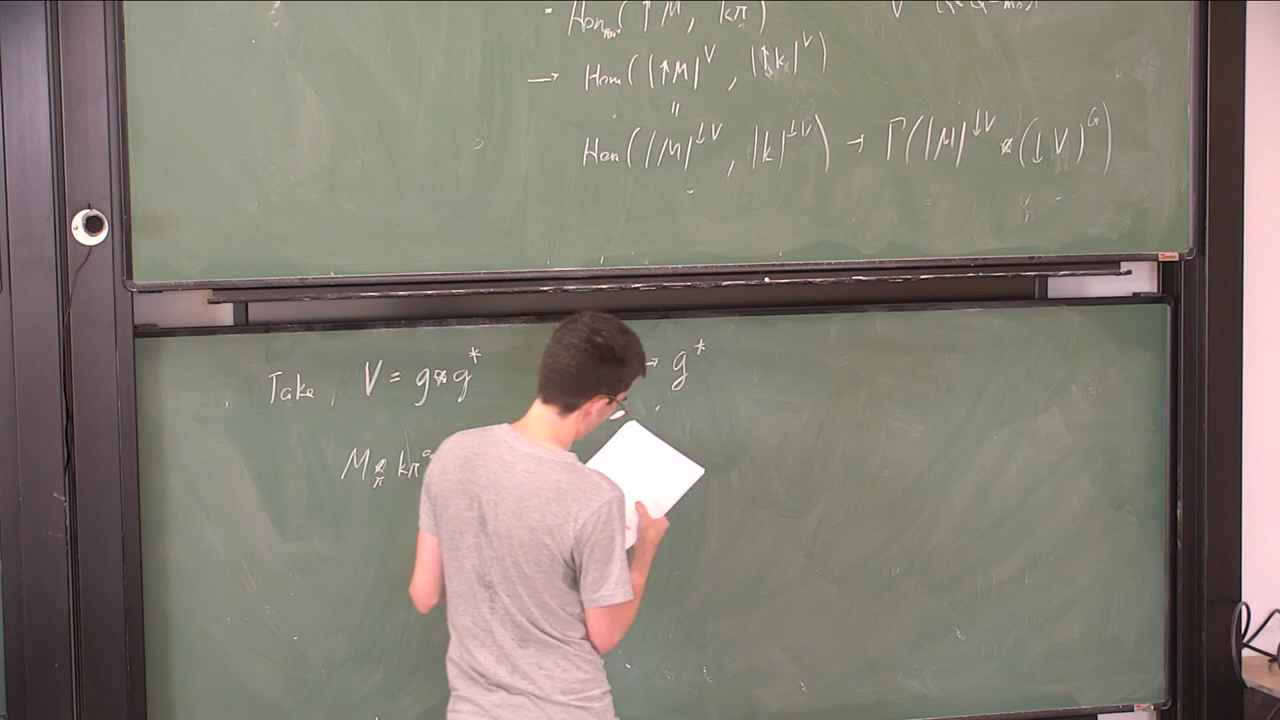 · Hom (↑M, kπ) V
→ Hom (|↑M|^V, |↑k|^V)
=
Hom (|M|^{↓V}, |k|^{↓V}) → Γ(|M|^{↓V} ⊗ (↓V)^G)
Take V = g ⊗ g^* → g^*
M ⊗_π kπ